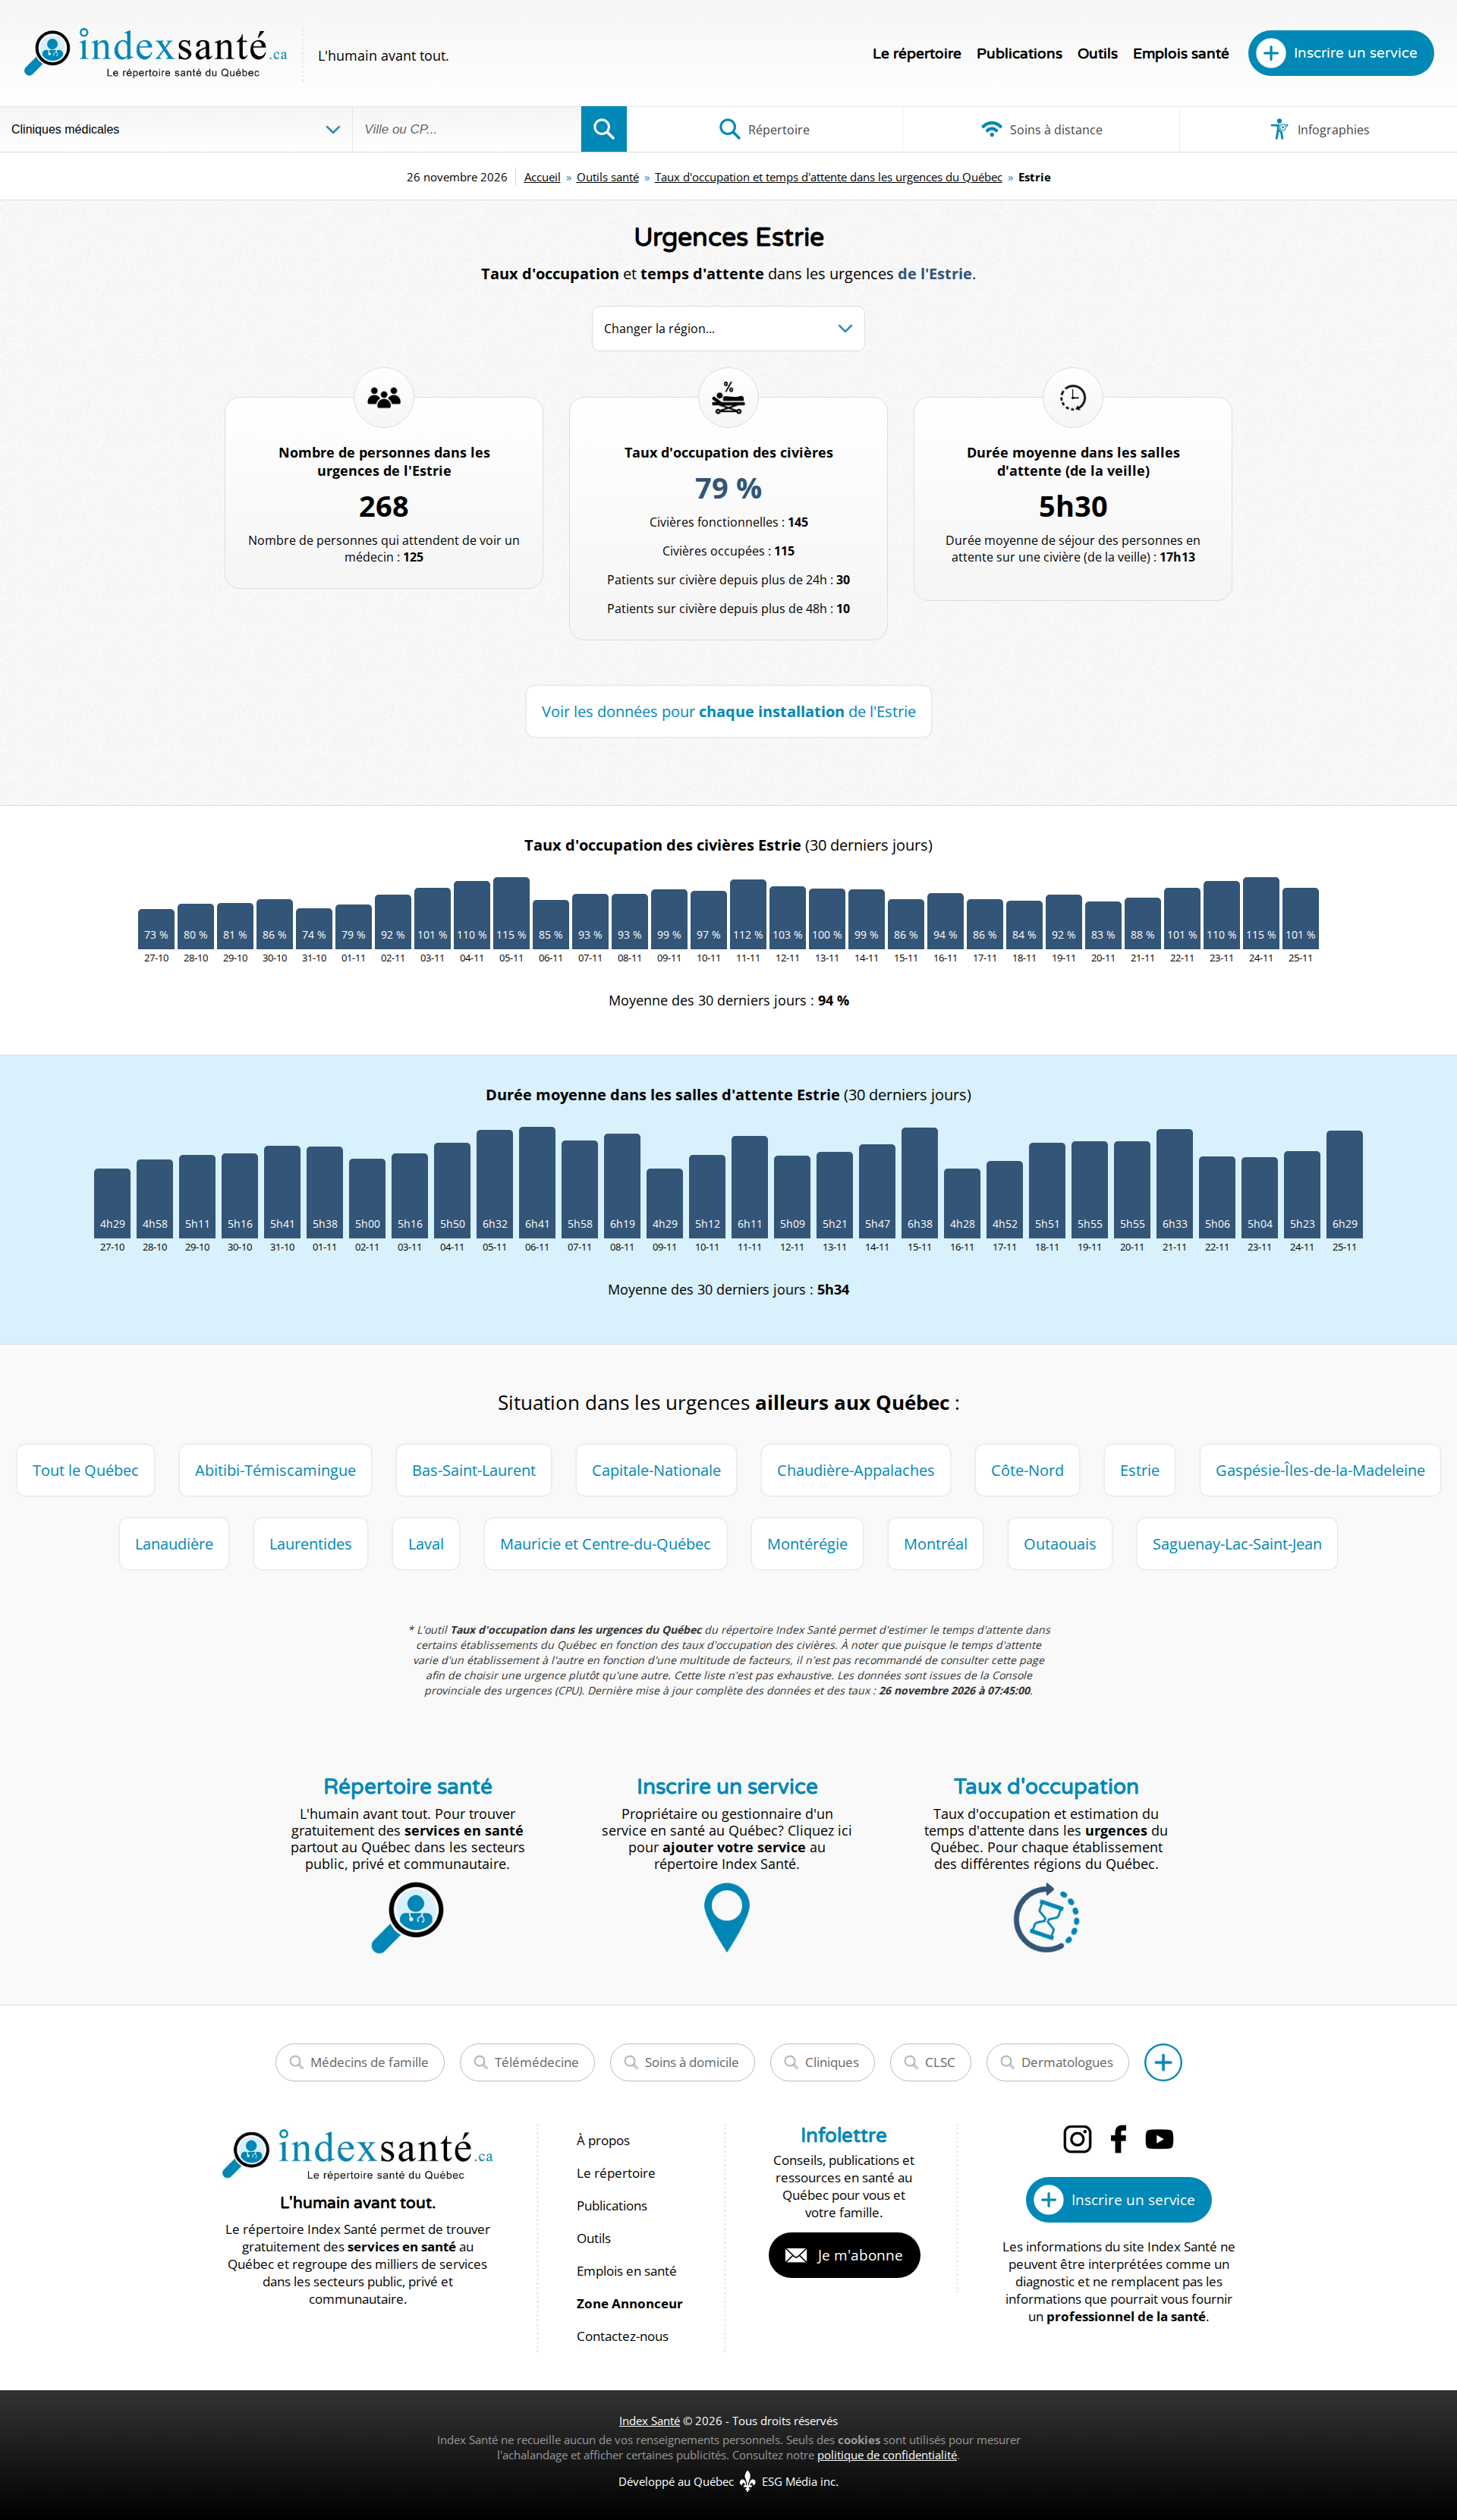 indexsanté.ca
Le répertoire santé du Québec
L'humain avant tout.
Le répertoire Publications Outils Emplois santé Inscrire un service
Cliniques médicales Ville ou CP... Répertoire Soins à distance Infographies
26 novembre 2026 Accueil » Outils santé » Taux d'occupation et temps d'attente dans les urgences du Québec » Estrie
Urgences Estrie
Taux d'occupation et temps d'attente dans les urgences de l'Estrie.
Changer la région...
Nombre de personnes dans les
urgences de l'Estrie
268
Nombre de personnes qui attendent de voir un
médecin : 125
%
Taux d'occupation des civières
79 %
Civières fonctionnelles : 145
Civières occupées : 115
Patients sur civière depuis plus de 24h : 30
Patients sur civière depuis plus de 48h : 10
Durée moyenne dans les salles
d'attente (de la veille)
5h30
Durée moyenne de séjour des personnes en
attente sur une civière (de la veille) : 17h13
Voir les données pour chaque installation de l'Estrie
Taux d'occupation des civières Estrie (30 derniers jours)
73 % 80 % 81 % 86 % 74 % 79 % 92 % 101 % 110 % 115 % 85 % 93 % 93 % 99 % 97 % 112 % 103 % 100 % 99 % 86 % 94 % 86 % 84 % 92 % 83 % 88 % 101 % 110 % 115 % 101 %
27-10 28-10 29-10 30-10 31-10 01-11 02-11 03-11 04-11 05-11 06-11 07-11 08-11 09-11 10-11 11-11 12-11 13-11 14-11 15-11 16-11 17-11 18-11 19-11 20-11 21-11 22-11 23-11 24-11 25-11
Moyenne des 30 derniers jours : 94 %
Durée moyenne dans les salles d'attente Estrie (30 derniers jours)
4h29 4h58 5h11 5h16 5h41 5h38 5h00 5h16 5h50 6h32 6h41 5h58 6h19 4h29 5h12 6h11 5h09 5h21 5h47 6h38 4h28 4h52 5h51 5h55 5h55 6h33 5h06 5h04 5h23 6h29
27-10 28-10 29-10 30-10 31-10 01-11 02-11 03-11 04-11 05-11 06-11 07-11 08-11 09-11 10-11 11-11 12-11 13-11 14-11 15-11 16-11 17-11 18-11 19-11 20-11 21-11 22-11 23-11 24-11 25-11
Moyenne des 30 derniers jours : 5h34
Situation dans les urgences ailleurs aux Québec :
Tout le Québec Abitibi-Témiscamingue Bas-Saint-Laurent Capitale-Nationale Chaudière-Appalaches Côte-Nord Estrie Gaspésie-Îles-de-la-Madeleine
Lanaudière Laurentides Laval Mauricie et Centre-du-Québec Montérégie Montréal Outaouais Saguenay-Lac-Saint-Jean
* L'outil Taux d'occupation dans les urgences du Québec du répertoire Index Santé permet d'estimer le temps d'attente dans
certains établissements du Québec en fonction des taux d'occupation des civières. À noter que puisque le temps d'attente
varie d'un établissement à l'autre en fonction d'une multitude de facteurs, il n'est pas recommandé de consulter cette page
afin de choisir une urgence plutôt qu'une autre. Cette liste n'est pas exhaustive. Les données sont issues de la Console
provinciale des urgences (CPU). Dernière mise à jour complète des données et des taux : 26 novembre 2026 à 07:45:00.
Répertoire santé
L'humain avant tout. Pour trouver
gratuitement des services en santé
partout au Québec dans les secteurs
public, privé et communautaire.
Inscrire un service
Propriétaire ou gestionnaire d'un
service en santé au Québec? Cliquez ici
pour ajouter votre service au
répertoire Index Santé.
Taux d'occupation
Taux d'occupation et estimation du
temps d'attente dans les urgences du
Québec. Pour chaque établissement
des différentes régions du Québec.
Médecins de famille Télémédecine Soins à domicile Cliniques CLSC Dermatologues
indexsanté.ca
Le répertoire santé du Québec
L'humain avant tout.
Le répertoire Index Santé permet de trouver
gratuitement des services en santé au
Québec et regroupe des milliers de services
dans les secteurs public, privé et
communautaire.
À propos
Le répertoire
Publications
Outils
Emplois en santé
Zone Annonceur
Contactez-nous
Infolettre
Conseils, publications et
ressources en santé au
Québec pour vous et
votre famille.
Je m'abonne
Inscrire un service
Les informations du site Index Santé ne
peuvent être interprétées comme un
diagnostic et ne remplacent pas les
informations que pourrait vous fournir
un professionnel de la santé.
Index Santé © 2026 - Tous droits réservés
Index Santé ne recueille aucun de vos renseignements personnels. Seuls des cookies sont utilisés pour mesurer
l'achalandage et afficher certaines publicités. Consultez notre politique de confidentialité.
Développé au Québec ESG Média inc.